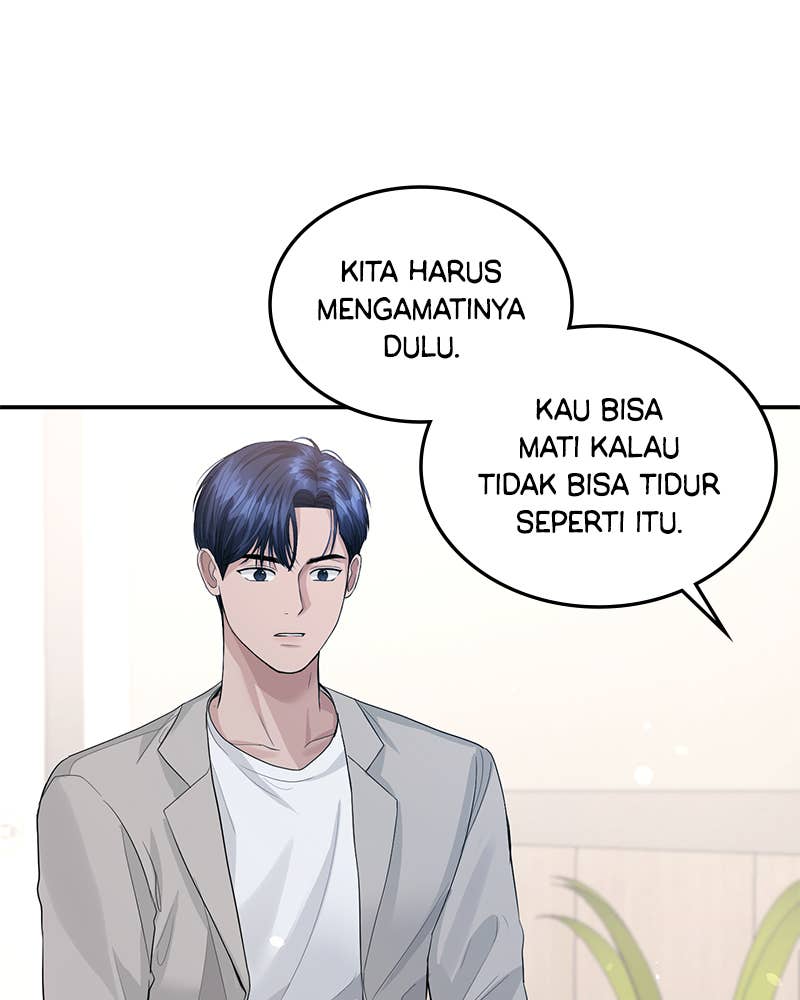 KITA HARUS
MENGAMATINYA
DULU.
KAU BISA
MATI KALAU
TIDAK BISA TIDUR
SEPERTI ITU.